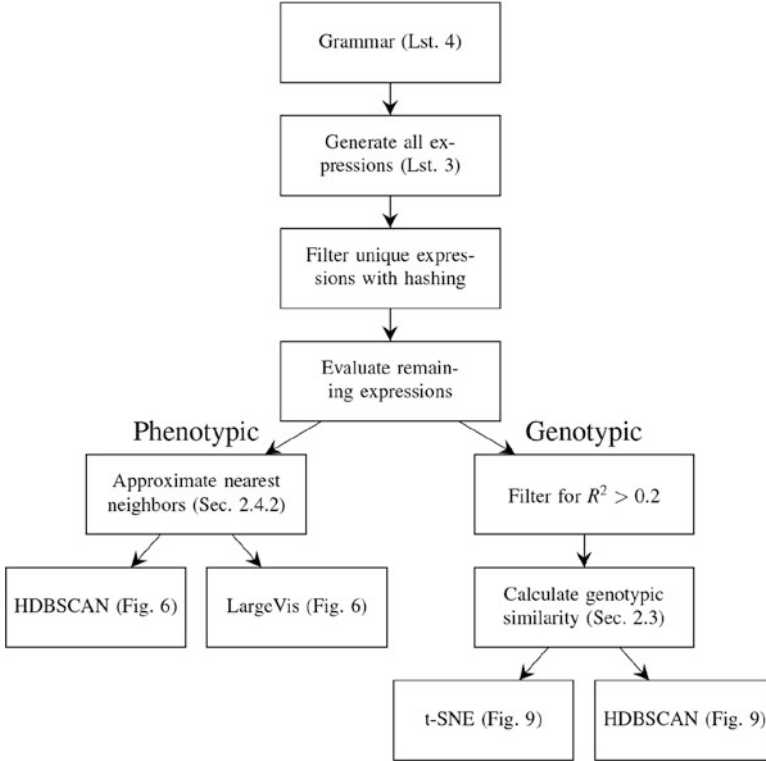 Grammar (Lst. 4)
Generate all ex-
pressions (Lst. 3)
Filter unique expres-
sions with hashing
Evaluate remain-
ing expressions
Phenotypic
Genotypic
Approximate nearest
neighbors (Sec. 2.4.2)
Filter for R² > 0.2
HDBSCAN (Fig. 6)
LargeVis (Fig. 6)
Calculate genotypic
similarity (Sec. 2.3)
t-SNE (Fig. 9)
HDBSCAN (Fig. 9)